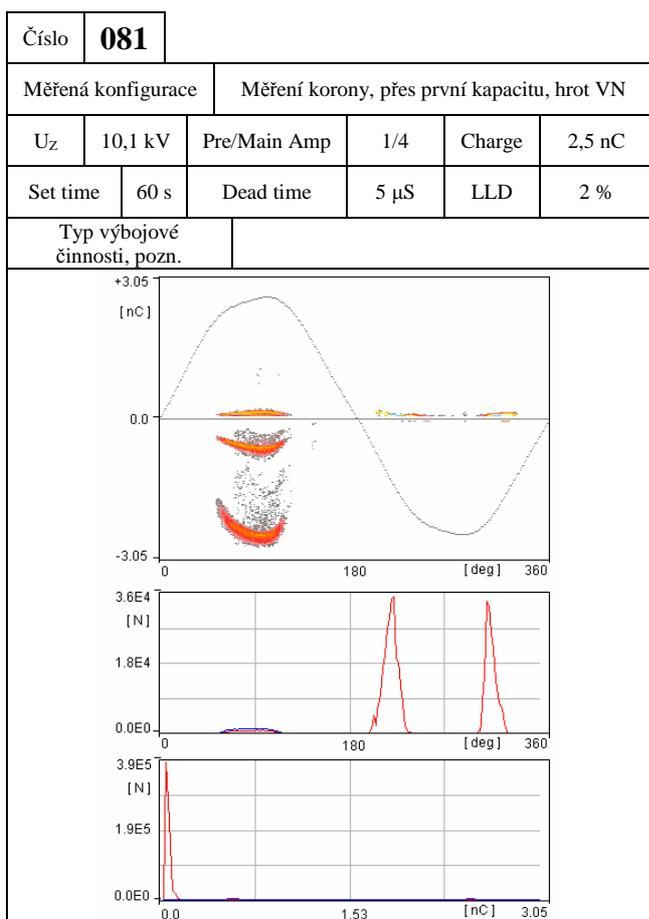 Číslo 081
Měřená konfigurace Měření korony, přes první kapacitu, hrot VN
UZ 10,1 kV Pre/Main Amp 1/4 Charge 2,5 nC
Set time 60 s Dead time 5 µS LLD 2 %
Typ výbojové
činnosti, pozn.
+3.05
[nC]
0.0
-3.05
0 180 [deg] 360
3.6E4
[N]
1.8E4
0.0E0
0 180 [deg] 360
3.9E5
[N]
1.9E5
0.0E0
0.0 1.53 [nC] 3.05